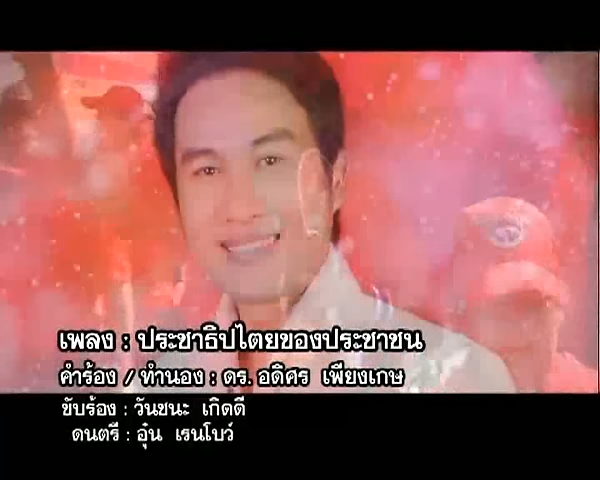 เพลง : ประชาธิปไตยของประชาชน
คำร้อง / ทำนอง : ดร. อดิศร เพียงเกษ
ขับร้อง : วันชนะ เกิดดี
ดนตรี : อุ๋น เรนโบว์